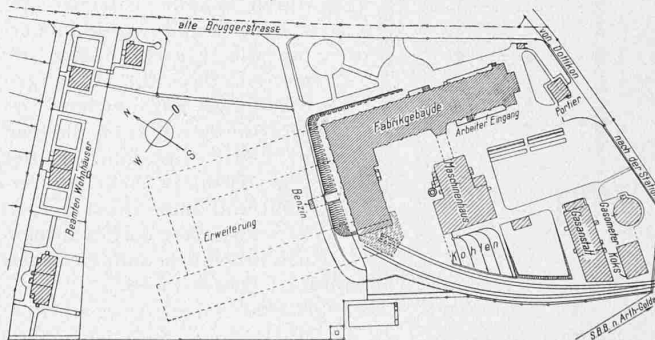 alte Bruggerstrasse
von Dottikon
nach der Station
N
O
W
S
Beamten Wohnhäuser
Fabrikgebäude
Arbeiter Eingang
Portier
Benzin
Erweiterung
Maschinenhaus
Kohlen
Gasanstalt
Gasometer
Koks
S.B.B. n. Arth-Goldau